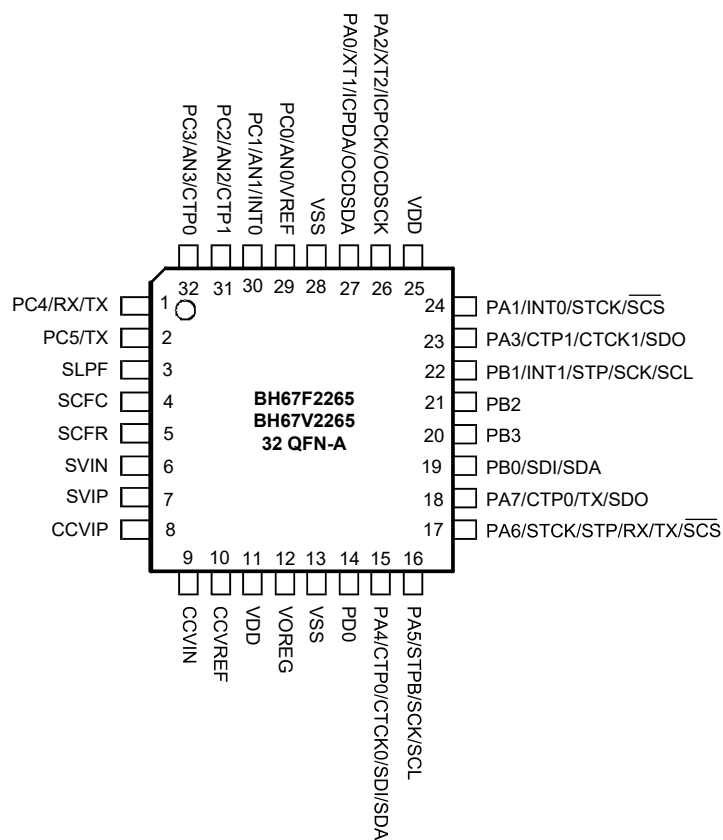 PC3/AN3/CTP0
PC2/AN2/CTP1
PC1/AN1/INT0
PC0/AN0/VREF
VSS
PA0/XT1/ICPDA/OCDSDA
PA2/XT2/ICPCK/OCDSCK
VDD
32 31 30 29 28 27 26 25
PC4/RX/TX 1
PC5/TX 2
SLPF 3
SCFC 4
SCFR 5
SVIN 6
SVIP 7
CCVIP 8
BH67F2265
BH67V2265
32 QFN-A
24 PA1/INT0/STCK/SCS
23 PA3/CTP1/CTCK1/SDO
22 PB1/INT1/STP/SCK/SCL
21 PB2
20 PB3
19 PB0/SDI/SDA
18 PA7/CTP0/TX/SDO
17 PA6/STCK/STP/RX/TX/SCS
9 10 11 12 13 14 15 16
CCVIN
CCVREF
VDD
VOREG
VSS
PD0
PA4/CTP0/CTCK0/SDI/SDA
PA5/STPB/SCK/SCL